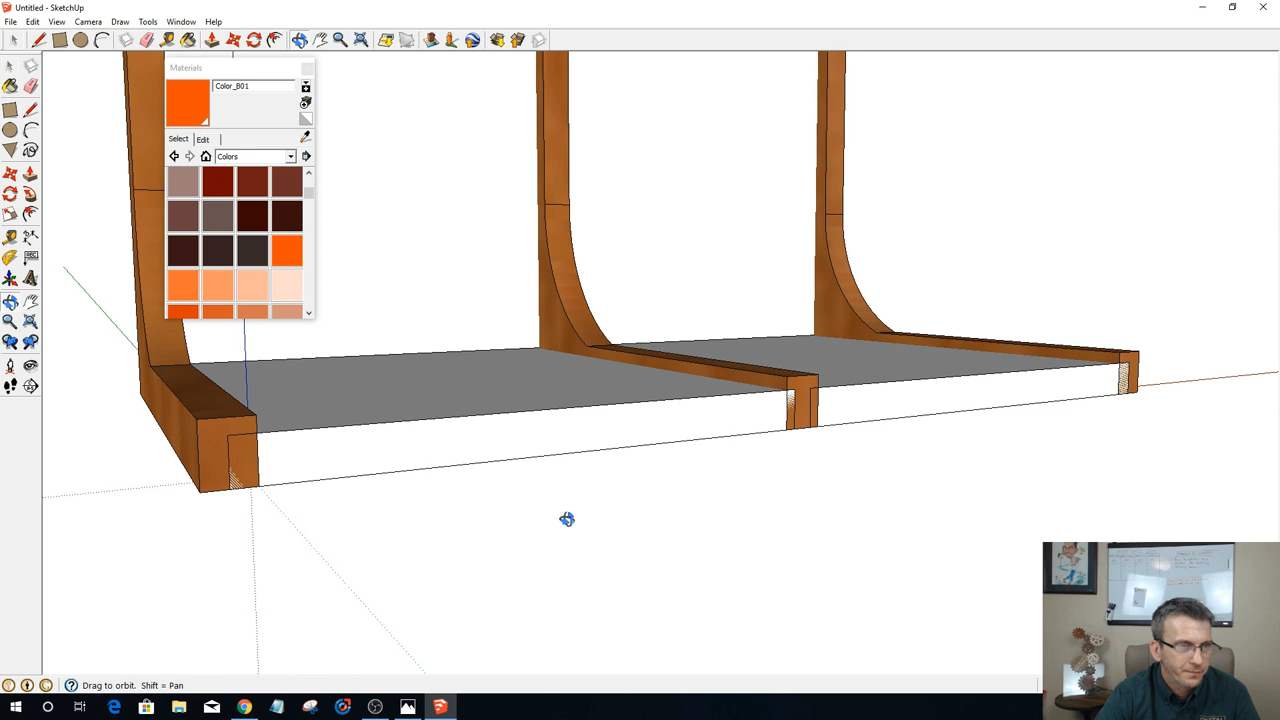 Untitled - SketchUp
File Edit View Camera Draw Tools Window Help
Materials
Color_B01
Select Edit
Colors
Drag to orbit. Shift = Pan